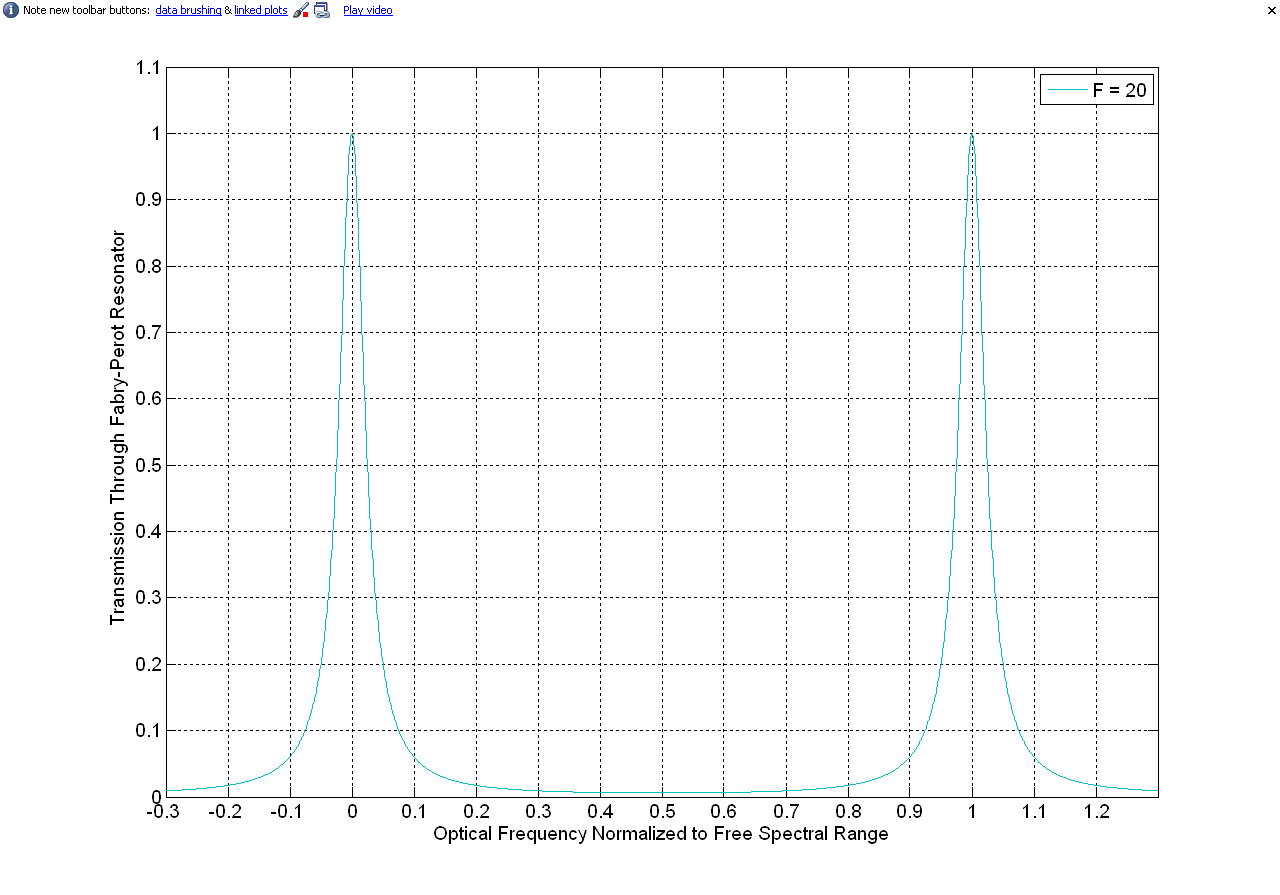 Note new toolbar buttons: data brushing & linked plots Play video
F = 20
Transmission Through Fabry-Perot Resonator
1.1
1
0.9
0.8
0.7
0.6
0.5
0.4
0.3
0.2
0.1
0
-0.3 -0.2 -0.1 0 0.1 0.2 0.3 0.4 0.5 0.6 0.7 0.8 0.9 1 1.1 1.2
Optical Frequency Normalized to Free Spectral Range